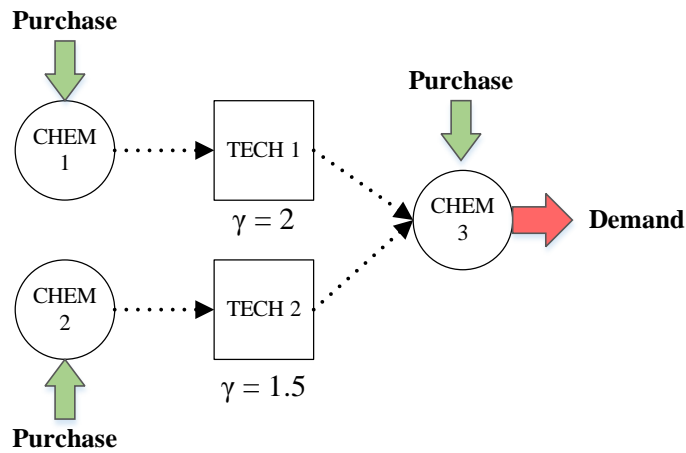 Purchase
CHEM
1
TECH 1
γ = 2
Purchase
CHEM
3
Demand
CHEM
2
TECH 2
γ = 1.5
Purchase